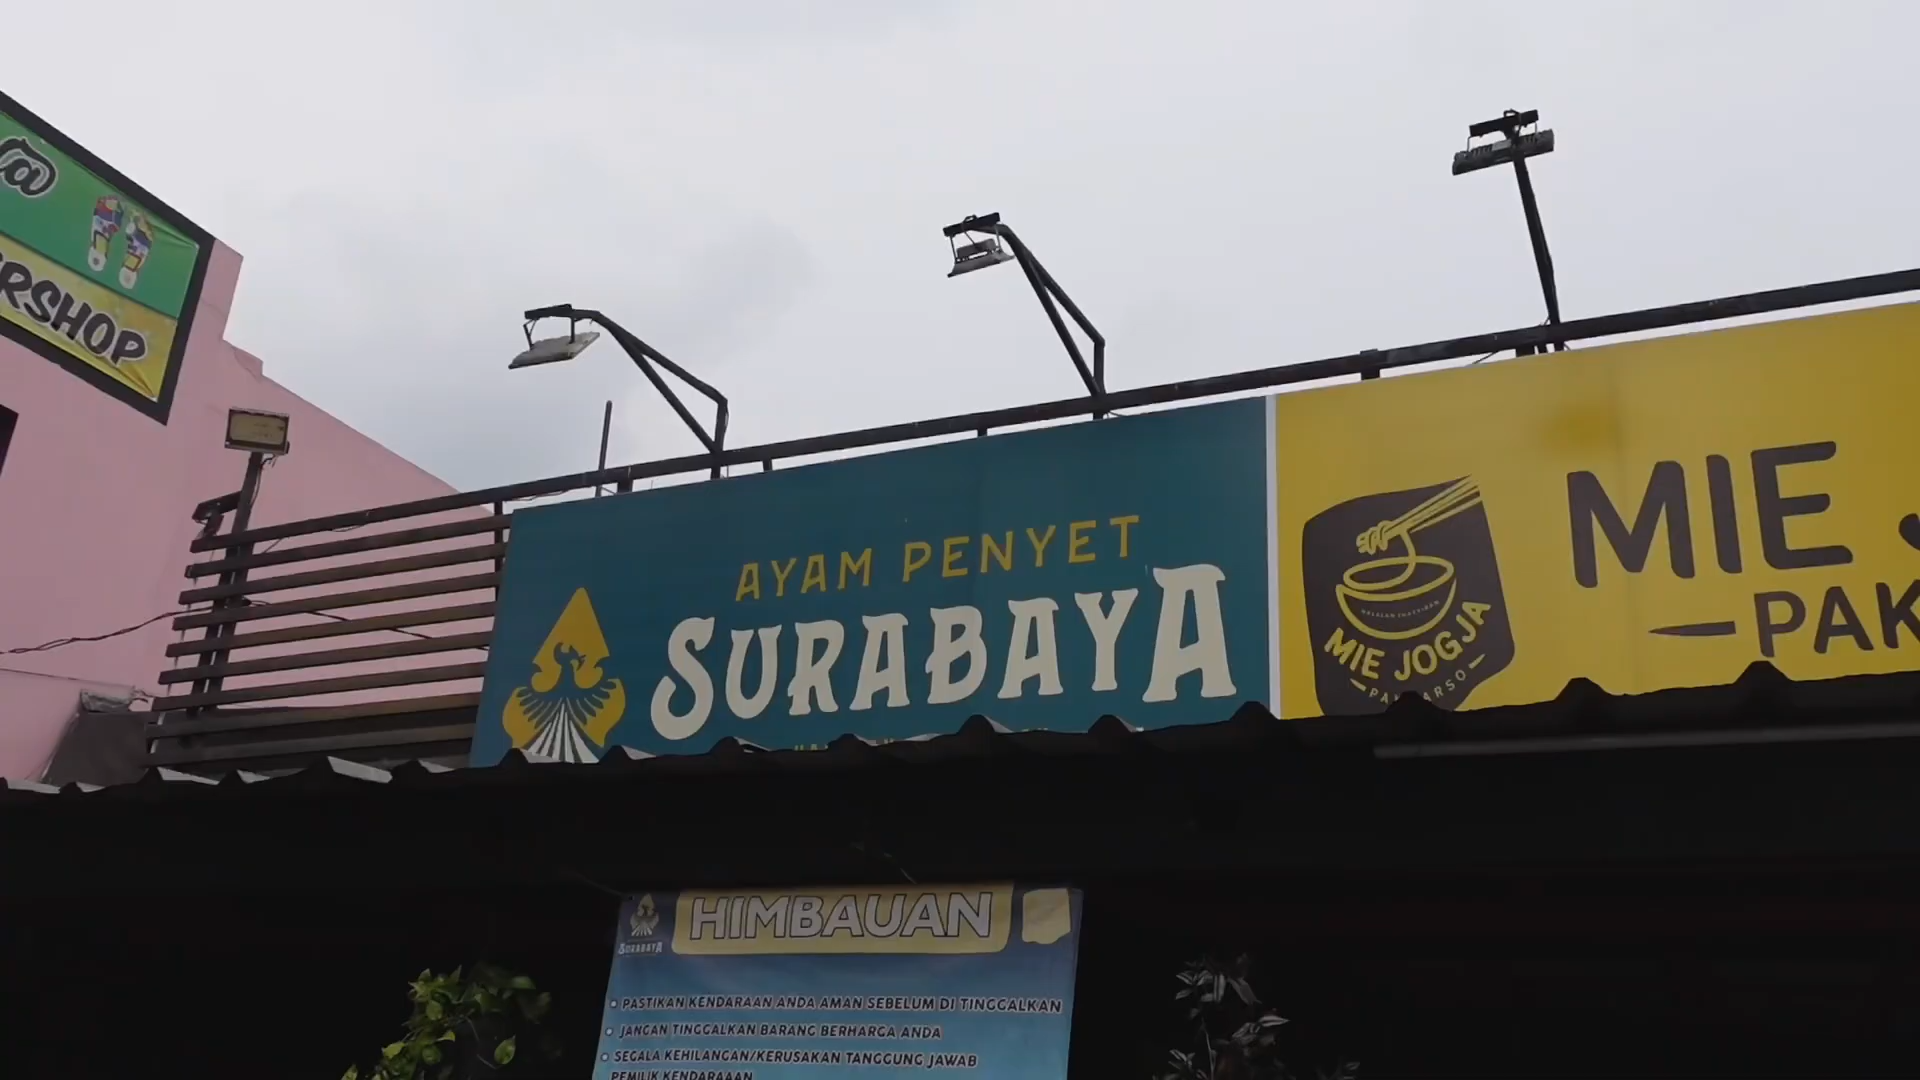 RSHOP
AYAM PENYET
SURABAYA
MIE
PAK
MIE JOGJA
HIMBAUAN
SURABAYA
PASTIKAN KENDARAAN ANDA AMAN SEBELUM DI TINGGALKAN
JANGAN TINGGALKAN BARANG BERHARGA ANDA
SEGALA KEHILANGAN/KERUSAKAN TANGGUNG JAWAB
PEMILIK KENDARAAAN